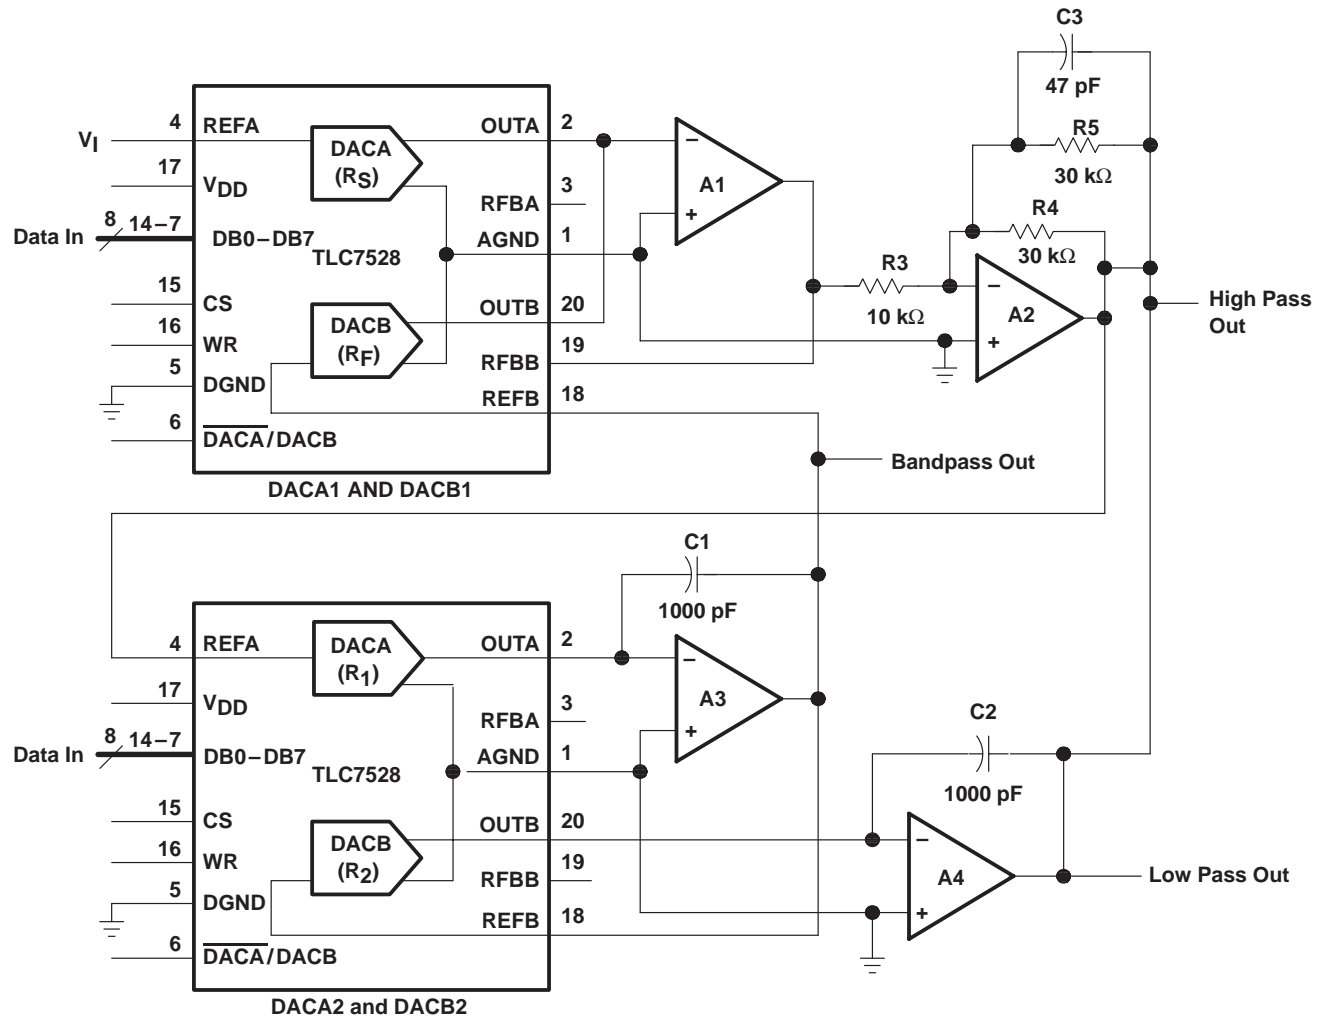 C3
47 pF
R5
30 kΩ
R4
30 kΩ
4 REFA
OUTA 2
VI
DACA
(RS)
A1
−
+
17 VDD
3
RFBA
8 14−7
Data In
DB0−DB7
TLC7528
AGND 1
R3
10 kΩ
A2
−
+
High Pass
Out
15
CS
OUTB 20
16
WR
DACB
(RF)
19
RFBB
5
DGND
REFB 18
6
DACA/DACB
Bandpass Out
DACA1 AND DACB1
C1
1000 pF
4 REFA
DACA
(R1)
OUTA 2
A3
−
+
17 VDD
3
RFBA
8 14−7
Data In
DB0−DB7
TLC7528
AGND 1
C2
1000 pF
15
CS
OUTB 20
16
WR
DACB
(R2)
19
RFBB
A4
−
+
Low Pass Out
5
DGND
REFB 18
6
DACA/DACB
DACA2 and DACB2